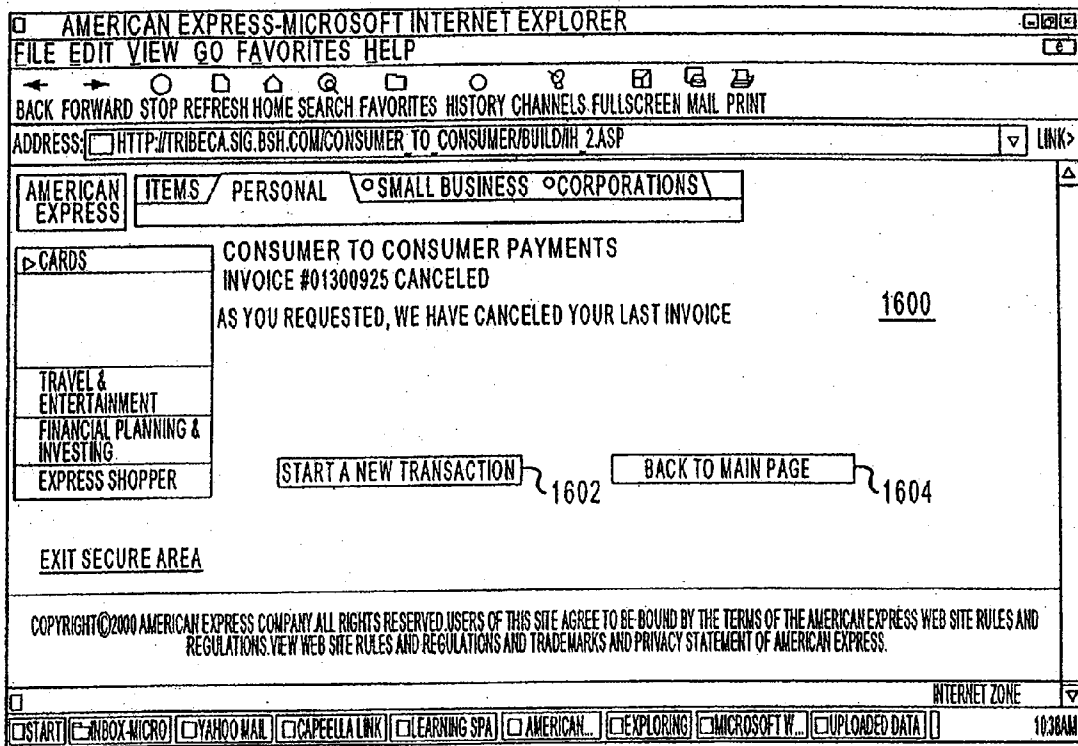 AMERICAN EXPRESS-MICROSOFT INTERNET EXPLORER
FILE EDIT VIEW GO FAVORITES HELP
BACK FORWARD STOP REFRESH HOME SEARCH FAVORITES HISTORY CHANNELS FULLSCREEN MAIL PRINT
ADDRESS: HTTP://TRIBECA.SIG.BSH.COM/CONSUMER_TO_CONSUMER/BUILD/IH_2.ASP LINK>
AMERICAN EXPRESS
ITEMS PERSONAL SMALL BUSINESS CORPORATIONS
CARDS
CONSUMER TO CONSUMER PAYMENTS
INVOICE #01300925 CANCELED
AS YOU REQUESTED, WE HAVE CANCELED YOUR LAST INVOICE
1600
TRAVEL &
ENTERTAINMENT
FINANCIAL PLANNING &
INVESTING
EXPRESS SHOPPER
START A NEW TRANSACTION 1602 BACK TO MAIN PAGE 1604
EXIT SECURE AREA
COPYRIGHT©2000 AMERICAN EXPRESS COMPANY.ALL RIGHTS RESERVED.USERS OF THIS SITE AGREE TO BE BOUND BY THE TERMS OF THE AMERICAN EXPRESS WEB SITE RULES AND
REGULATIONS.VIEW WEB SITE RULES AND REGULATIONS AND TRADEMARKS AND PRIVACY STATEMENT OF AMERICAN EXPRESS.
INTERNET ZONE
START INBOX-MICRO YAHOO MAIL CAPEELLA LINK LEARNING SPA AMERICAN... EXPLORING MICROSOFT W... UPLOADED DATA 10:38AM